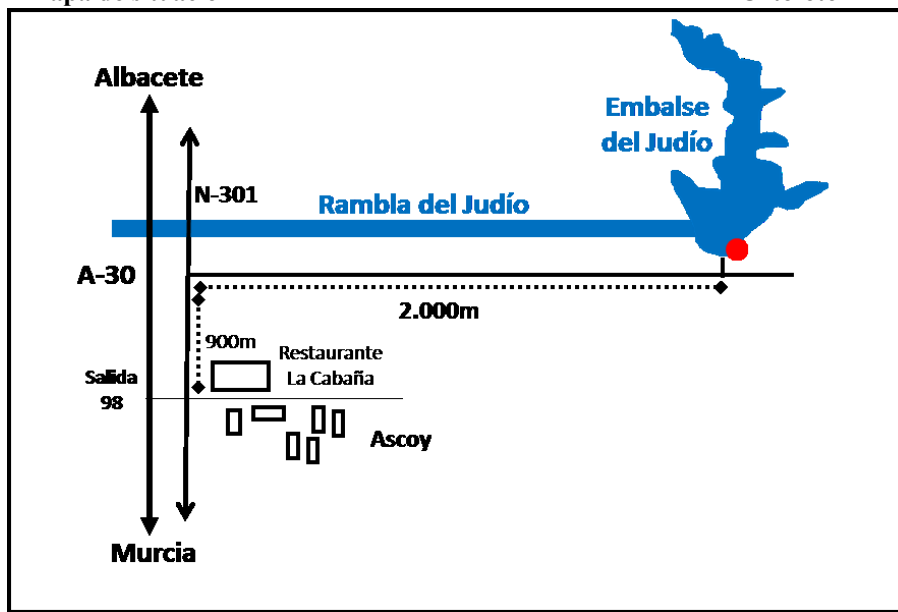 Albacete
Embalse
del Judío
N-301
Rambla del Judío
A-30
2.000m
900m
Restaurante
La Cabaña
Salida
98
Ascoy
Murcia